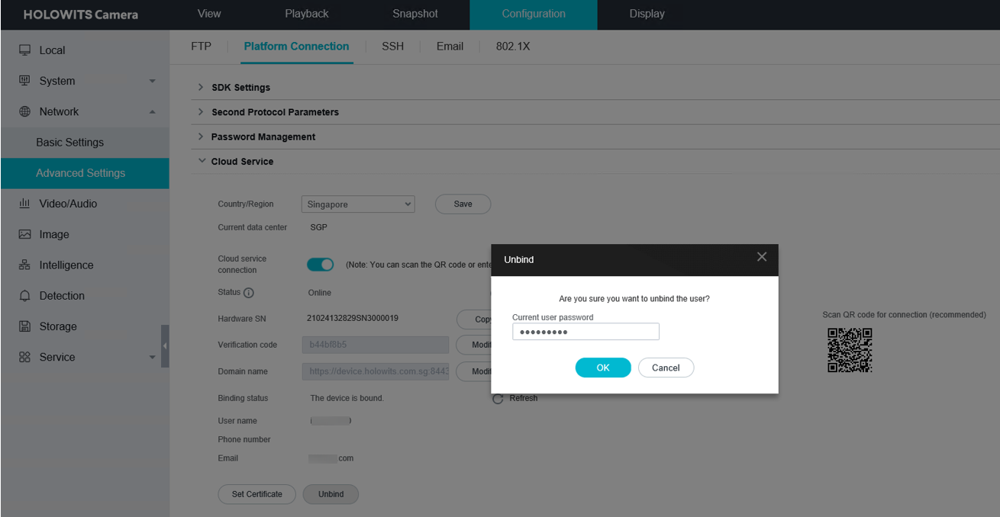 HOLOWITS Camera View Playback Snapshot Configuration Display
Local
System
Network
Basic Settings
Advanced Settings
Video/Audio
Image
Intelligence
Detection
Storage
Service
FTP Platform Connection SSH Email 802.1X
SDK Settings
Second Protocol Parameters
Password Management
Cloud Service
Country/Region Singapore Save
Current data center SGP
Cloud service connection (Note: You can scan the QR code or ente
Status Online
Hardware SN 21024132829SN3000019 Copy
Verification code b44bf8b5 Modi
Domain name https://device.holowits.com.sg:8443 Modi
Binding status The device is bound. Refresh
User name
Phone number
Email com
Set Certificate Unbind
Unbind
Are you sure you want to unbind the user?
Current user password
OK Cancel
Scan QR code for connection (recommended)